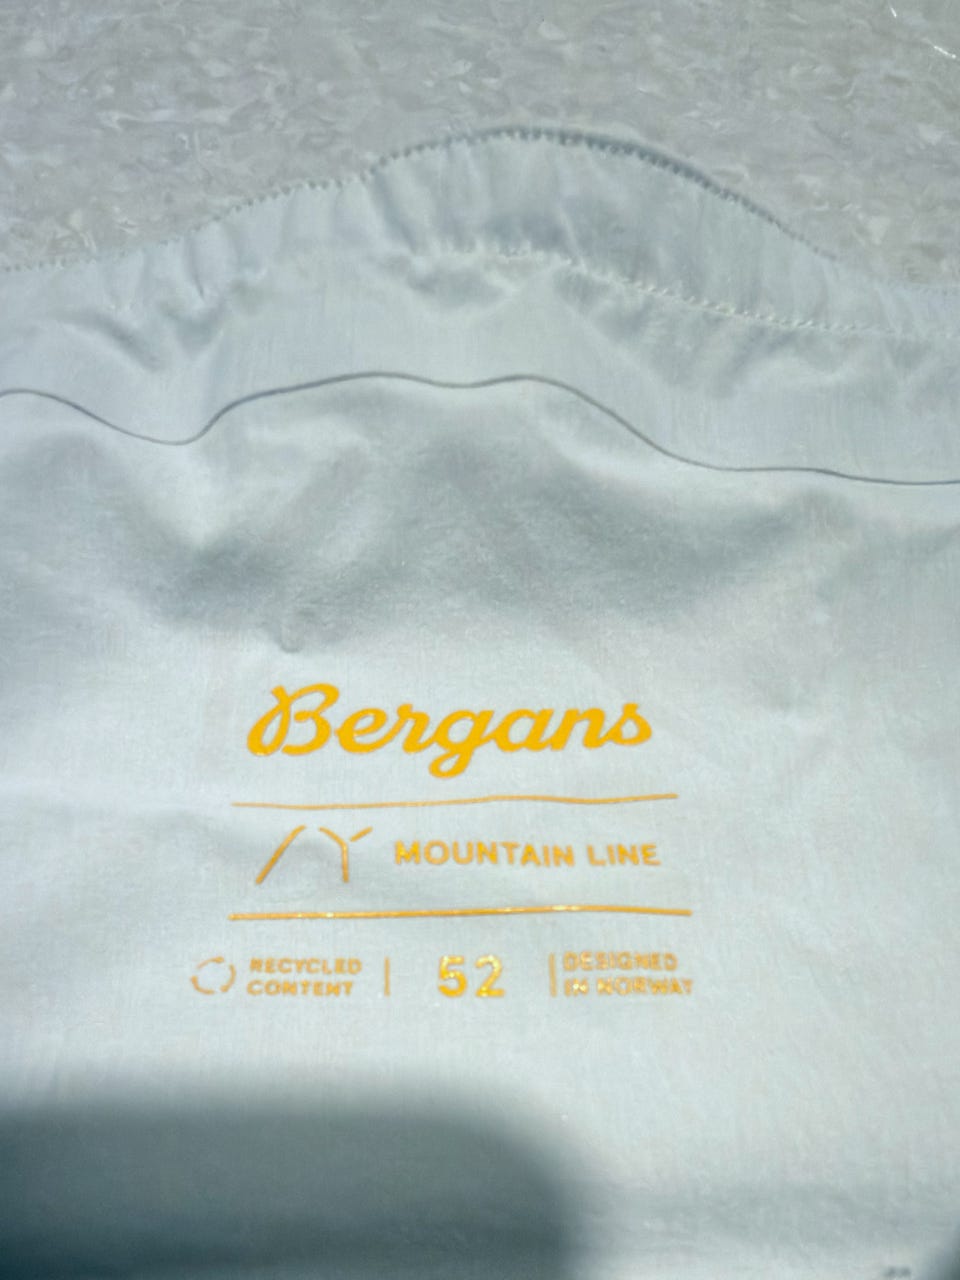 Bergans
MOUNTAIN LINE
RECYCLED
CONTENT
52
DESIGNED
IN NORWAY